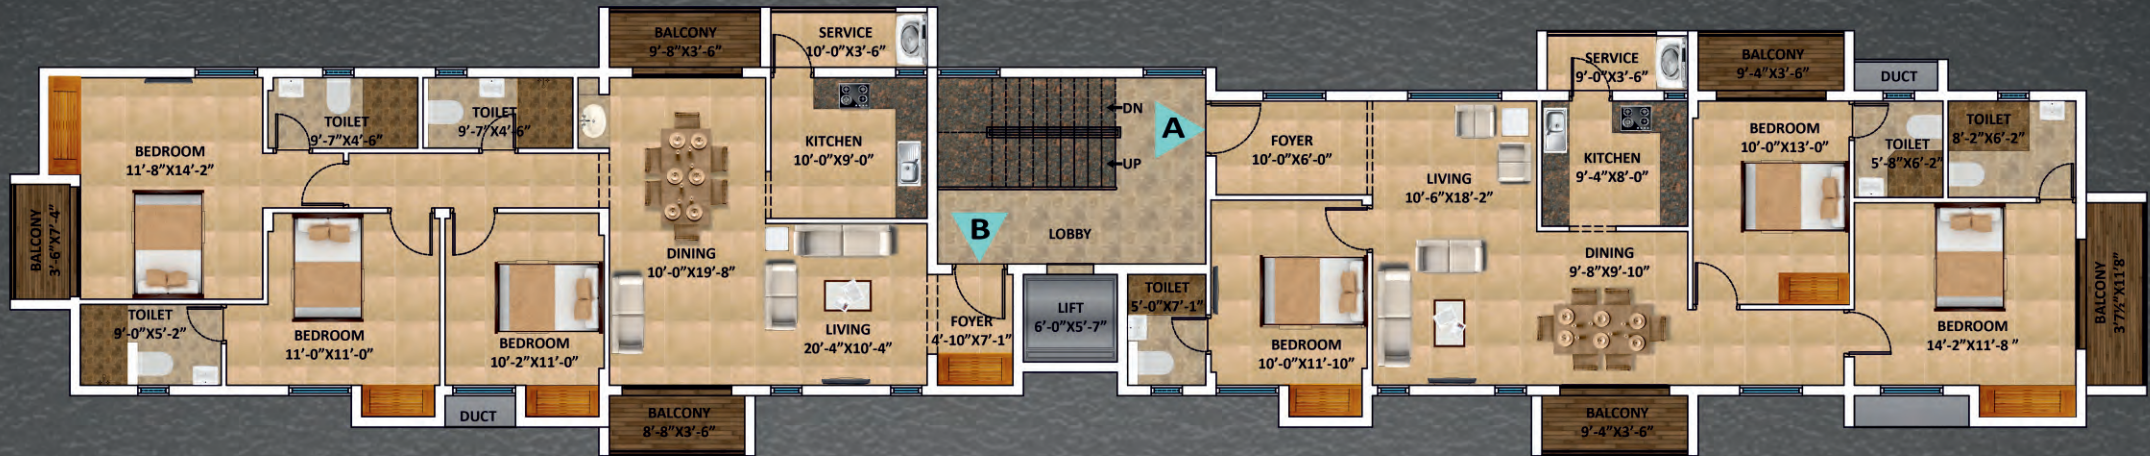 BALCONY
9'-8"X3'-6"
SERVICE
10'-0"X3'-6"
TOILET
9'-7"X4'-6"
TOILET
9'-7"X4'-6"
BEDROOM
11'-8"X14'-2"
KITCHEN
10'-0"X9'-0"
BALCONY
3'-6"X7'-4"
DINING
10'-0"X19'-8"
TOILET
9'-0"X5'-2"
BEDROOM
11'-0"X11'-0"
BEDROOM
10'-2"X11'-0"
LIVING
20'-4"X10'-4"
FOYER
4'-10"X7'-1"
DUCT
BALCONY
8'-8"X3'-6"
DN
UP
A
B
LOBBY
LIFT
6'-0"X5'-7"
TOILET
5'-0"X7'-1"
FOYER
10'-0"X6'-0"
LIVING
10'-6"X18'-2"
SERVICE
9'-0"X3'-6"
BALCONY
9'-4"X3'-6"
DUCT
KITCHEN
9'-4"X8'-0"
BEDROOM
10'-0"X13'-0"
TOILET
5'-8"X6'-2"
TOILET
8'-2"X6'-2"
BEDROOM
10'-0"X11'-10"
DINING
9'-8"X9'-10"
BEDROOM
14'-2"X11'-8 "
BALCONY
3'7½"X11'8"
BALCONY
9'-4"X3'-6"